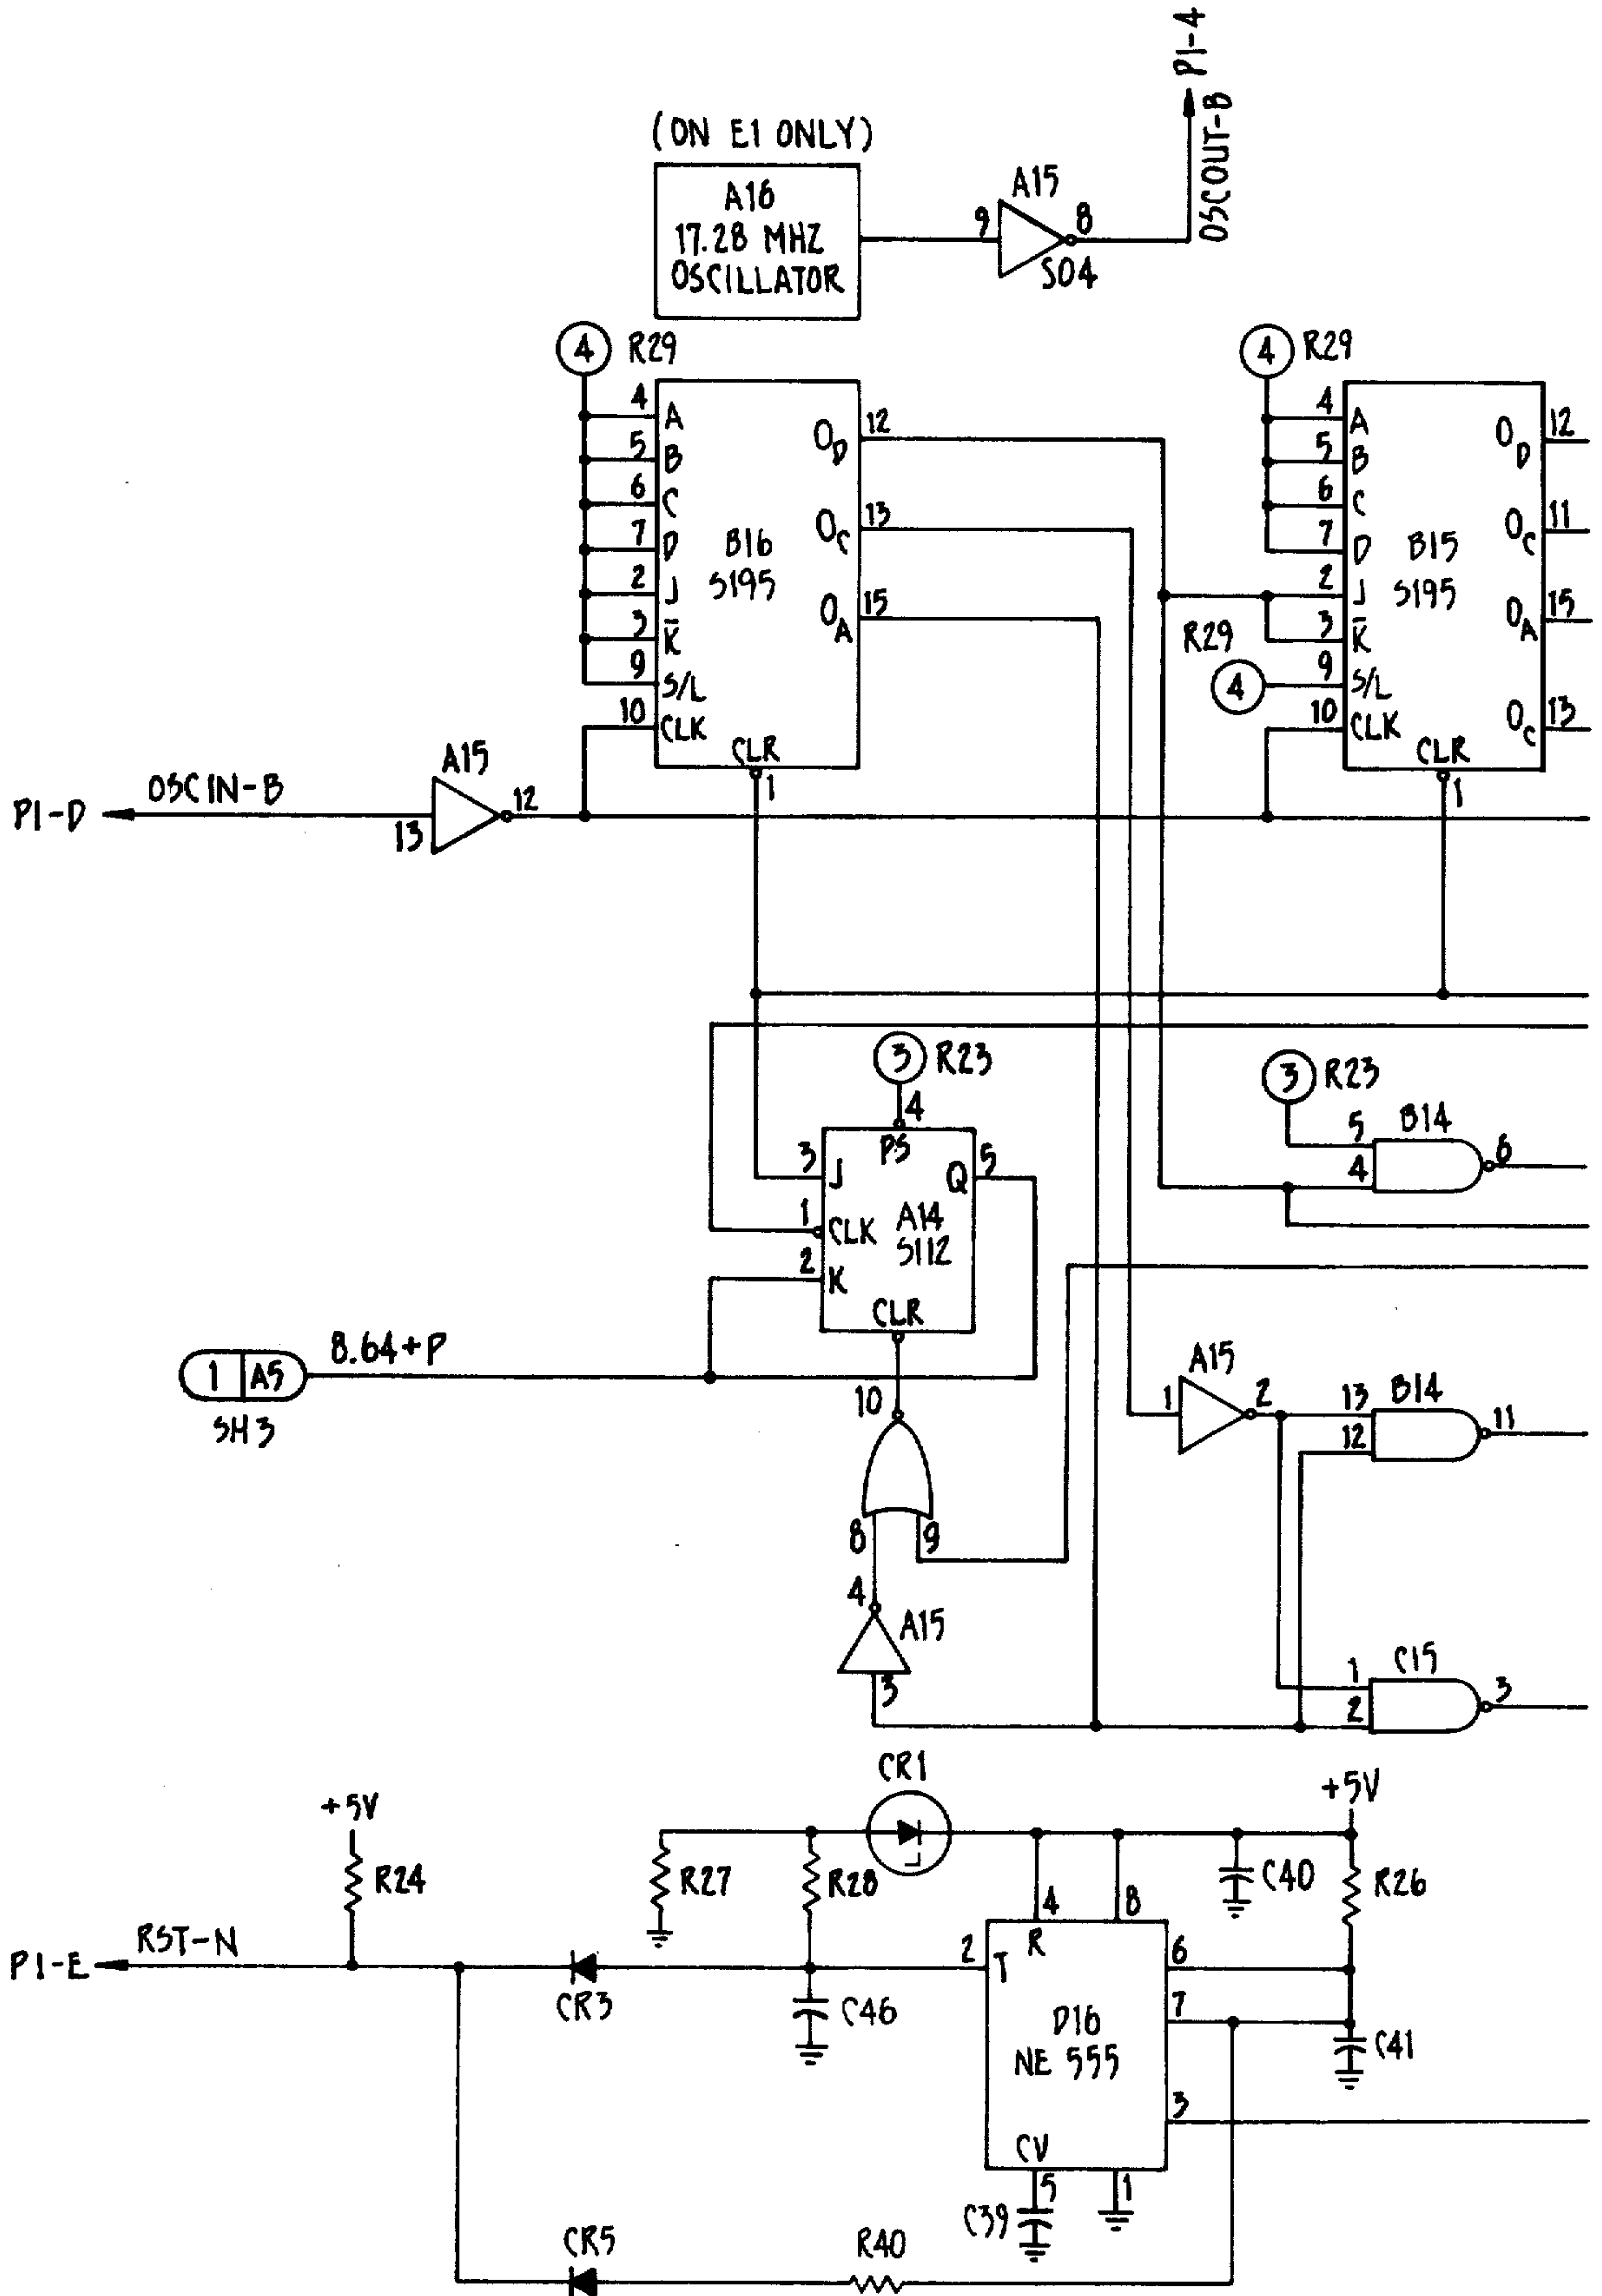 P1-4
OSCOUT-B
(ON E1 ONLY)
A16
17.28 MHZ
OSCILLATOR
9
A15
8
S04
4
R29
4
A
5
B
6
C
7
D
2
J
3
K̅
9
S/L
10
CLK
B16
S195
O_D
12
O_C
13
O_A
15
CLR
1
4
R29
4
A
5
B
6
C
7
D
2
J
3
K̅
R29
4
9
S/L
10
CLK
B15
S195
O_D
12
O_C
11
O_A
15
O_C
13
CLR
1
P1-D
OSCIN-B
13
A15
12
3
R23
4
PS
3
J
Q
5
1
CLK
A14
S112
2
K
CLR
3
R23
5
4
B14
6
1
A5
SH3
8.64+P
10
8
9
4
A15
3
1
A15
2
13
12
B14
11
1
2
C15
3
+5V
R24
P1-E
RST-N
CR3
CR1
R27
R28
C46
+5V
C40
R26
4
8
2
T
R
6
7
D16
NE 555
3
CV
5
1
C39
C41
CR5
R40